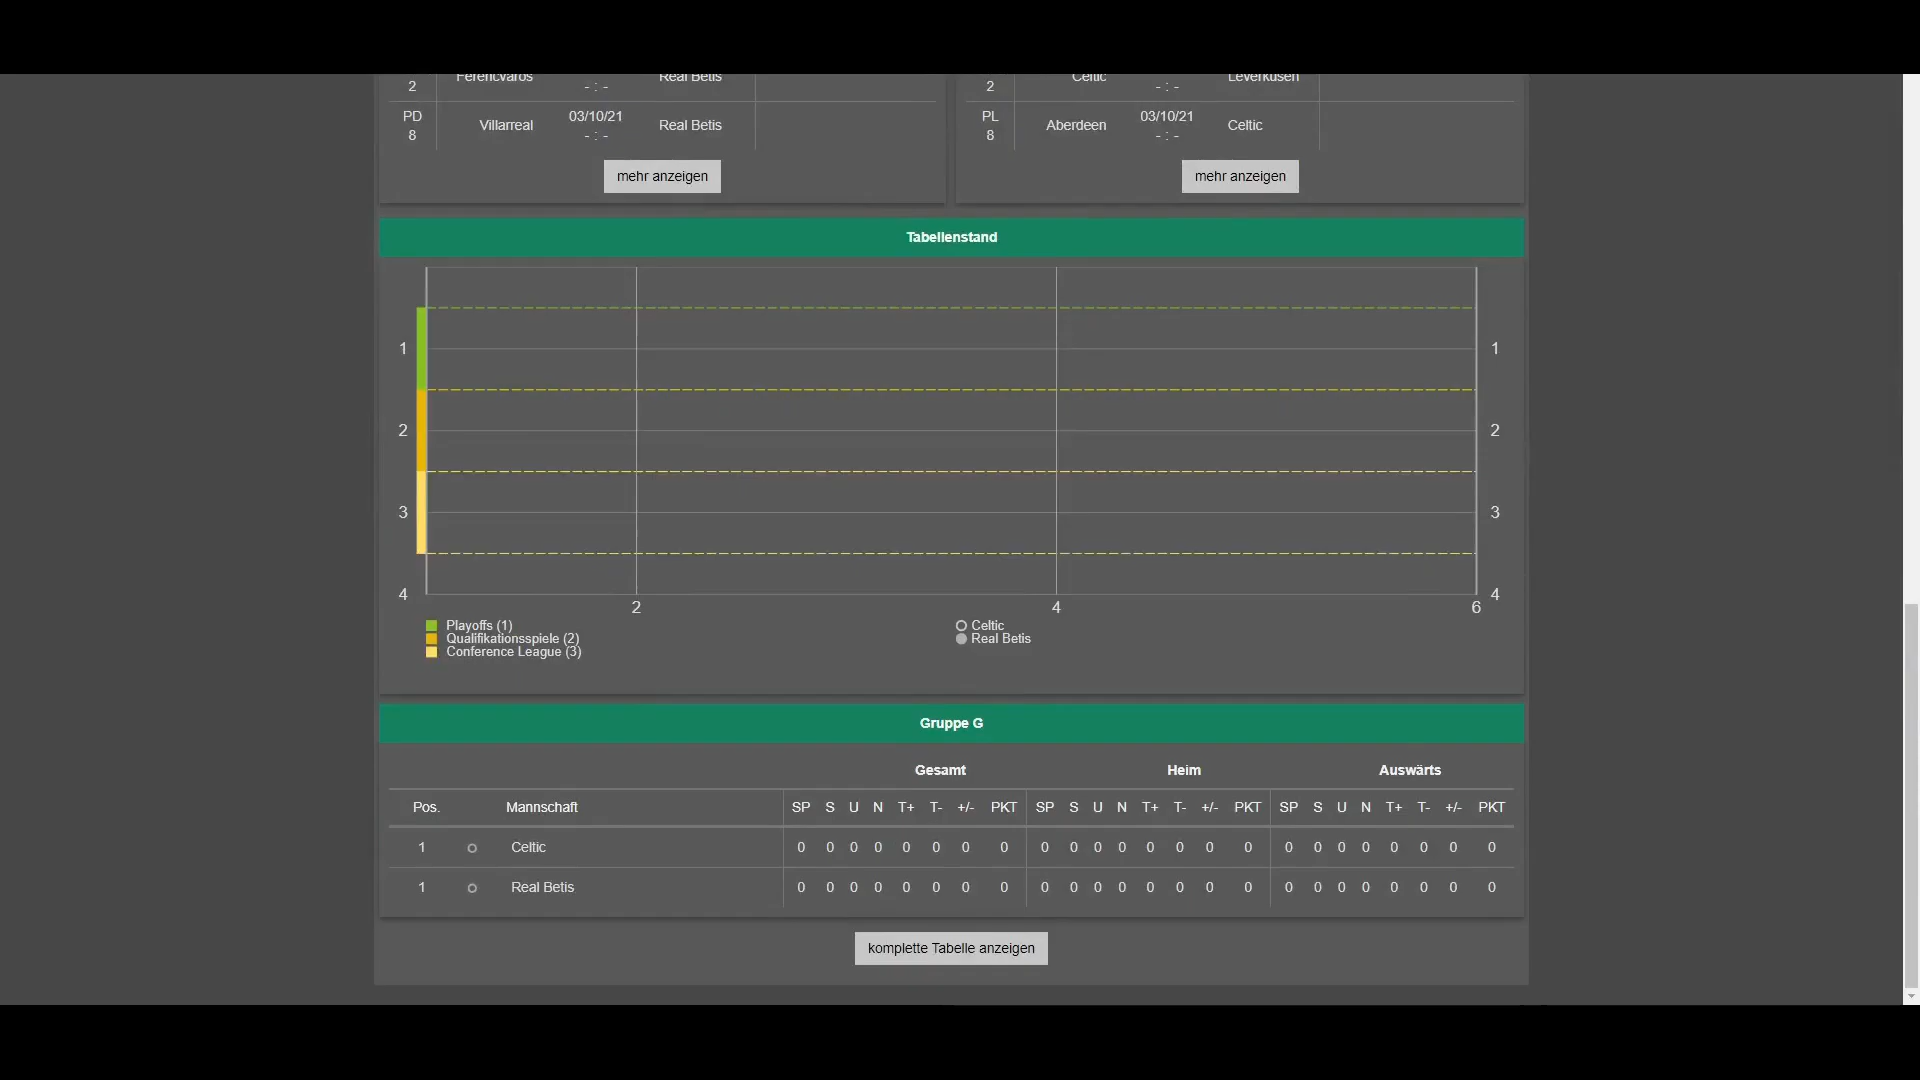 Ferencvaros Real Betis Celtic Leverkusen
2 - : - 2 - : -
PD 03/10/21 PL 03/10/21
Villarreal Real Betis Aberdeen Celtic
8 - : - 8 - : -
mehr anzeigen mehr anzeigen
Tabellenstand
1 1
2 2
3 3
4 4
2 4 6
Playoffs (1) Celtic
Qualifikationsspiele (2) Real Betis
Conference League (3)
Gruppe G
Gesamt Heim Auswärts
Pos. Mannschaft SP S U N T+ T- +/- PKT SP S U N T+ T- +/- PKT SP S U N T+ T- +/- PKT
1 Celtic 0 0 0 0 0 0 0 0 0 0 0 0 0 0 0 0 0 0 0 0 0 0 0 0
1 Real Betis 0 0 0 0 0 0 0 0 0 0 0 0 0 0 0 0 0 0 0 0 0 0 0 0
komplette Tabelle anzeigen